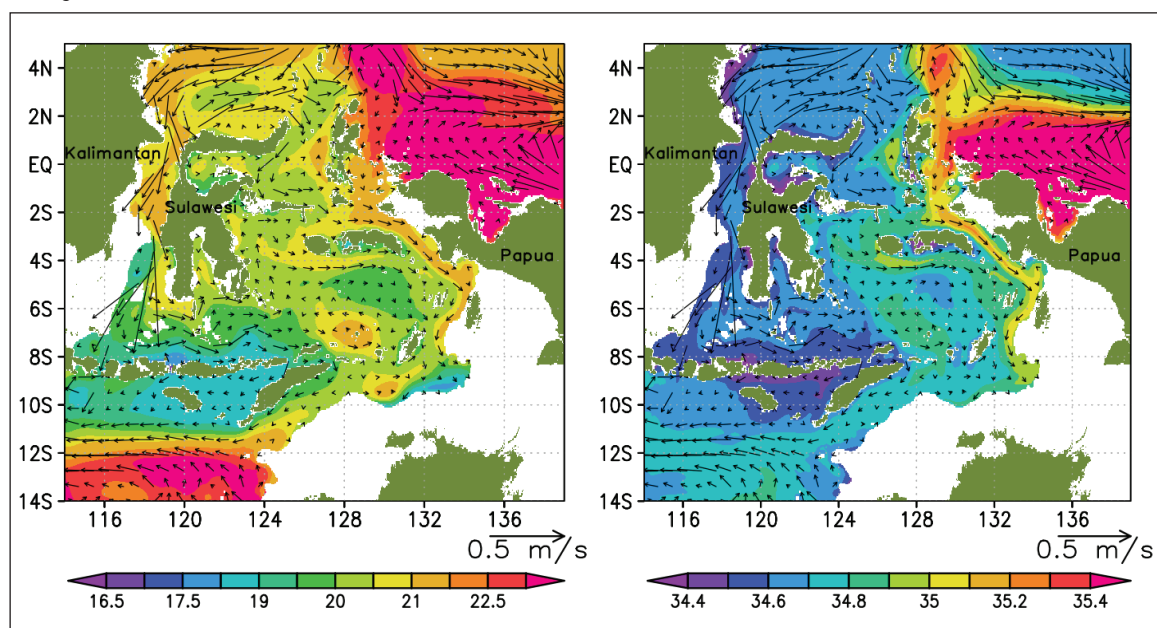 4N
2N
EQ
2S
4S
6S
8S
10S
12S
14S
Kalimantan
Sulawesi
Papua
116 120 124 128 132 136
0.5 m/s
16.5 17.5 19 20 21 22.5
4N
2N
EQ
2S
4S
6S
8S
10S
12S
14S
Kalimantan
Sulawesi
Papua
116 120 124 128 132 136
0.5 m/s
34.4 34.6 34.8 35 35.2 35.4